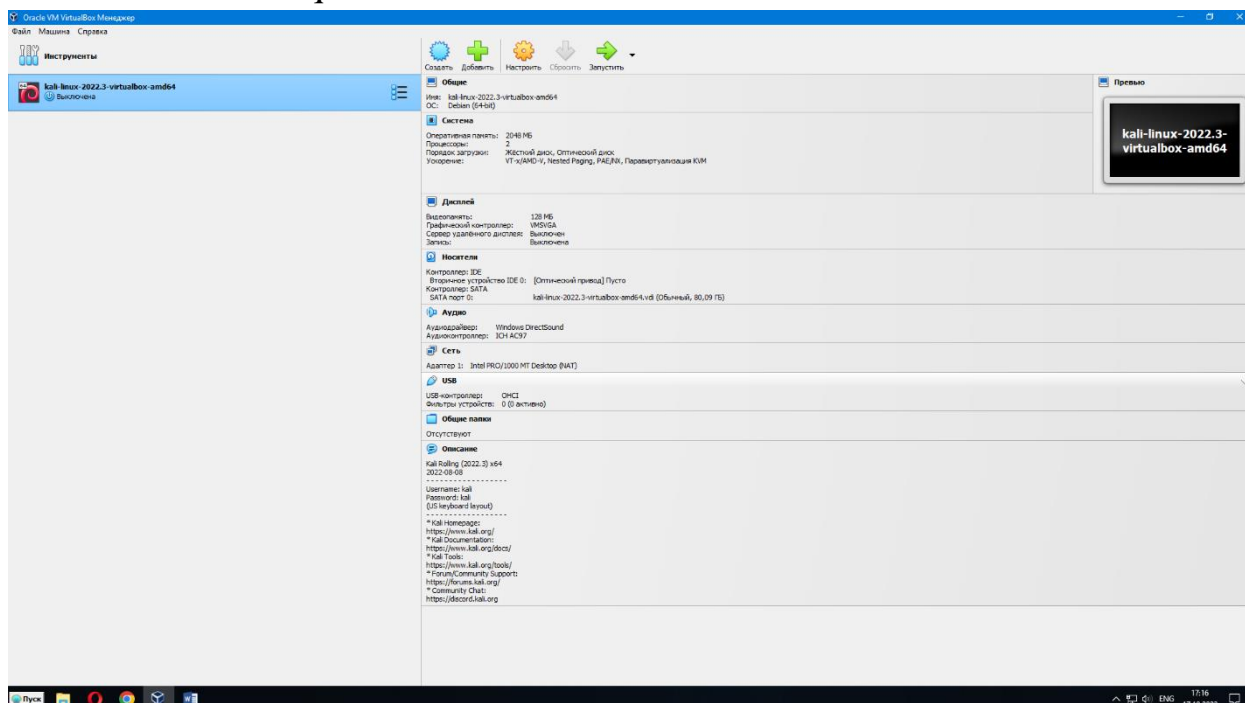 Oracle VM VirtualBox Менеджер
Файл Машина Справка
Инструменты
Создать Добавить Настроить Сбросить Запустить
64
kali-linux-2022.3-virtualbox-amd64
Выключена
Общие
Имя: kali-linux-2022.3-virtualbox-amd64
ОС: Debian (64-bit)
Превью
kali-linux-2022.3-
virtualbox-amd64
Система
Оперативная память: 2048 МБ
Процессоры: 2
Порядок загрузки: Жёсткий диск, Оптический диск
Ускорение: VT-x/AMD-V, Nested Paging, PAE/NX, Паравиртуализация KVM
Дисплей
Видеопамять: 128 МБ
Графический контроллер: VMSVGA
Сервер удалённого дисплея: Выключен
Запись: Выключена
Носители
Контроллер: IDE
Вторичное устройство IDE 0: [Оптический привод] Пусто
Контроллер: SATA
SATA порт 0: kali-linux-2022.3-virtualbox-amd64.vdi (Обычный, 80,09 ГБ)
Аудио
Аудиодрайвер: Windows DirectSound
Аудиоконтроллер: ICH AC97
Сеть
Адаптер 1: Intel PRO/1000 MT Desktop (NAT)
USB
USB-контроллер: OHCI
Фильтры устройств: 0 (0 активно)
Общие папки
Отсутствуют
Описание
Kali Rolling (2022.3) x64
2022-08-08
- - - - - - - - - - - - - - - - - -
Username: kali
Password: kali
(US keyboard layout)
- - - - - - - - - - - - - - - - - -
* Kali Homepage:
https://www.kali.org/
* Kali Documentation:
https://www.kali.org/docs/
* Kali Tools:
https://www.kali.org/tools/
* Forum/Community Support:
https://forums.kali.org/
* Community Chat:
https://discord.kali.org
Пуск
ENG
17:16